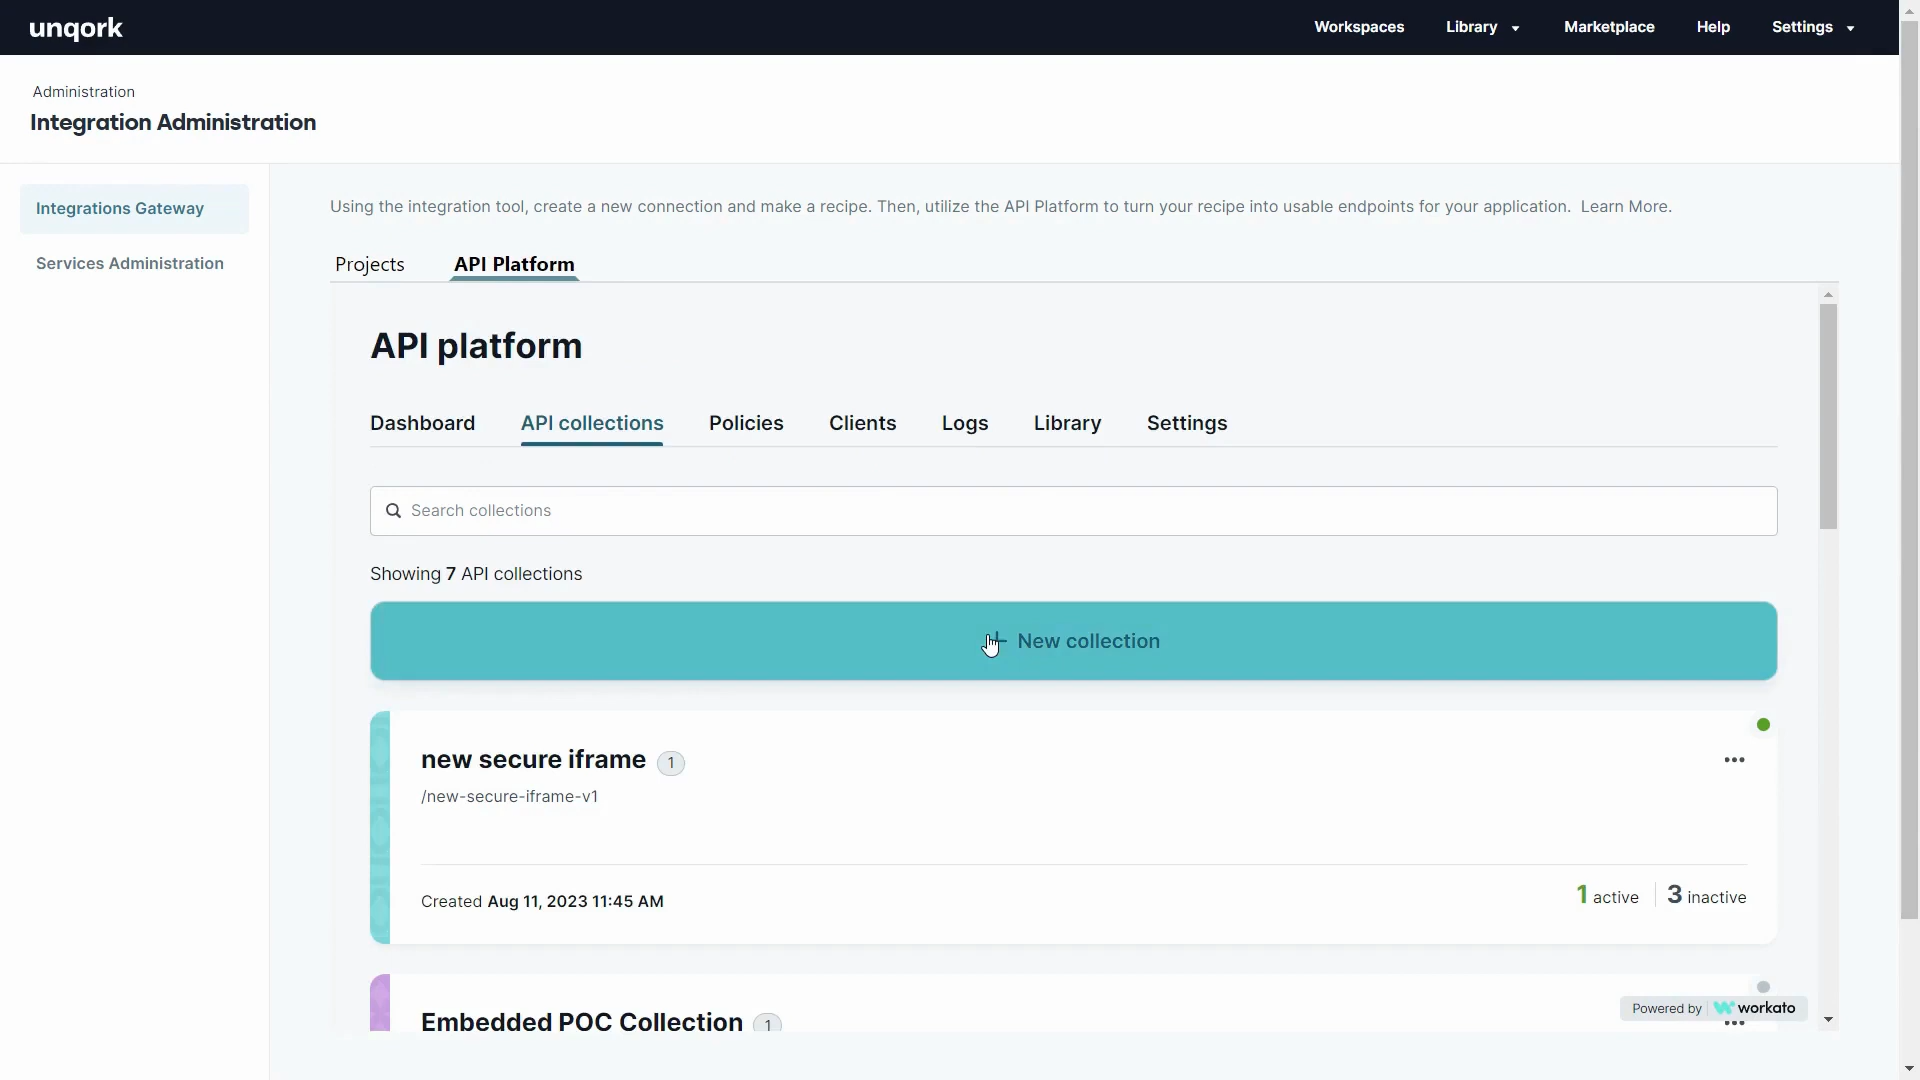 unqork
Workspaces
Library
Marketplace
Help
Settings
Administration
Integration Administration
Integrations Gateway
Services Administration
Using the integration tool, create a new connection and make a recipe. Then, utilize the API Platform to turn your recipe into usable endpoints for your application. Learn More.
Projects
API Platform
API platform
Dashboard
API collections
Policies
Clients
Logs
Library
Settings
Search collections
Showing 7 API collections
+ New collection
new secure iframe 1
/new-secure-iframe-v1
Created Aug 11, 2023 11:45 AM
1 active
3 inactive
Embedded POC Collection 1
Powered by workato